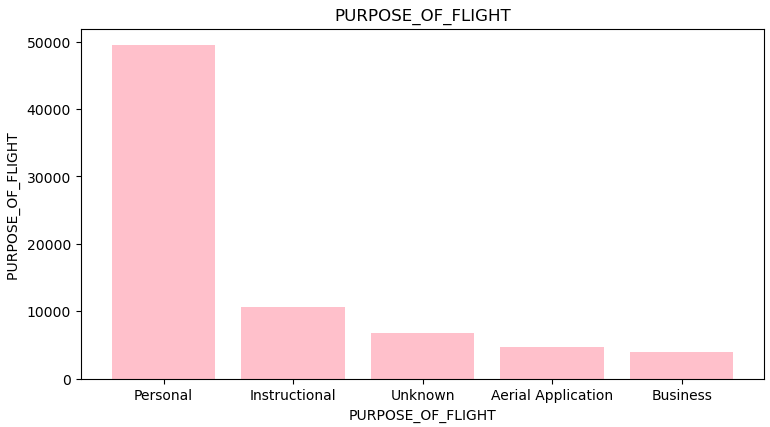 PURPOSE_OF_FLIGHT
50000
40000
30000
20000
10000
0
PURPOSE_OF_FLIGHT
Personal Instructional Unknown Aerial Application Business
PURPOSE_OF_FLIGHT